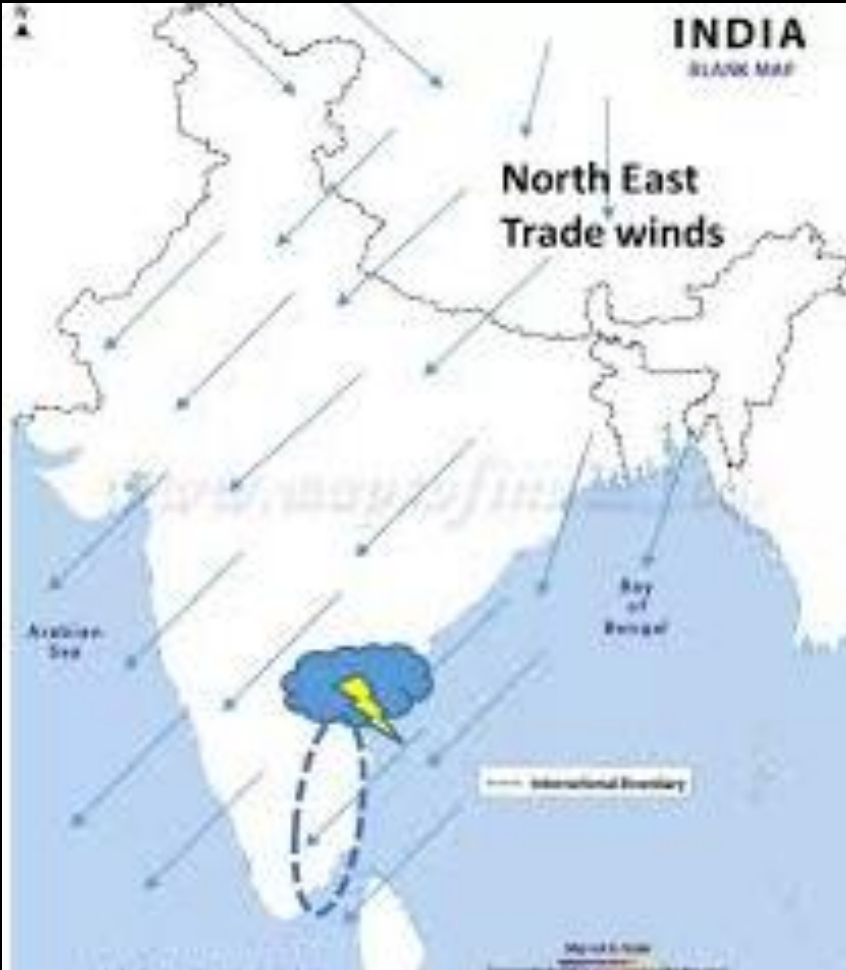 N
INDIA
BLANK MAP
North East
Trade winds
Arabian
Sea
Bay
of
Bengal
International Boundary